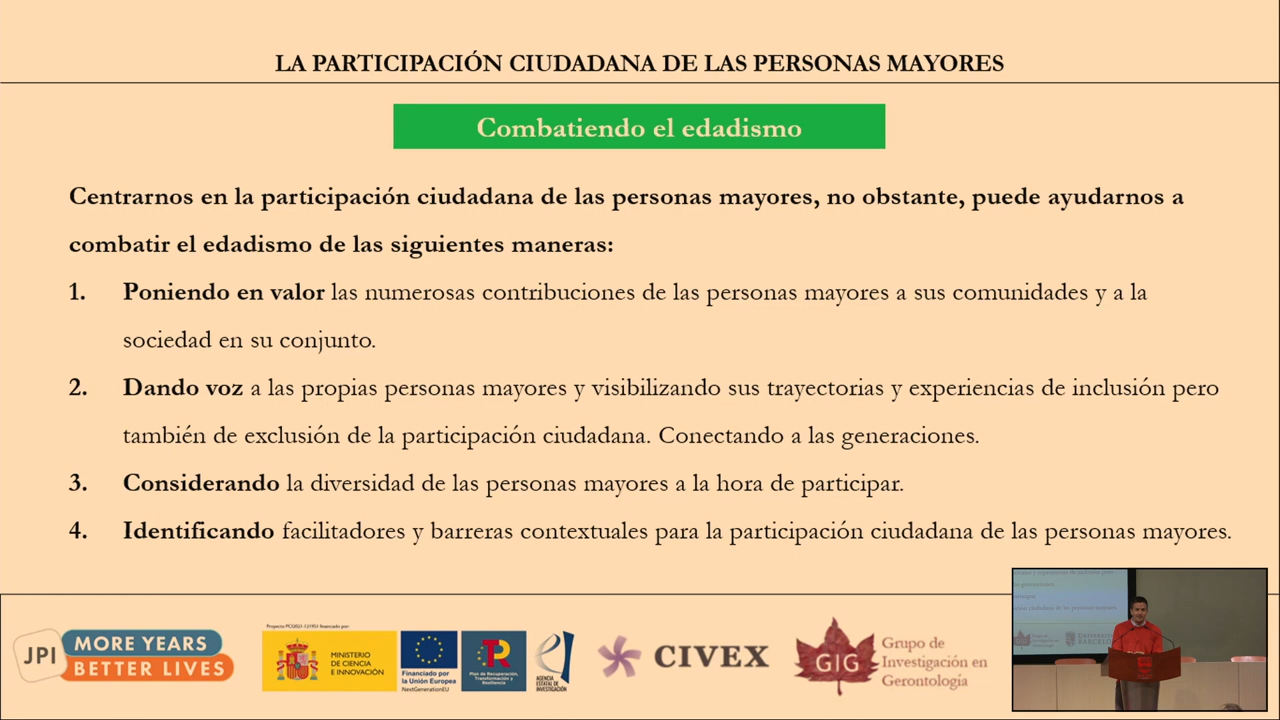 LA PARTICIPACIÓN CIUDADANA DE LAS PERSONAS MAYORES
Combatiendo el edadismo
Centrarnos en la participación ciudadana de las personas mayores, no obstante, puede ayudarnos a
combatir el edadismo de las siguientes maneras:
1. Poniendo en valor las numerosas contribuciones de las personas mayores a sus comunidades y a la
sociedad en su conjunto.
2. Dando voz a las propias personas mayores y visibilizando sus trayectorias y experiencias de inclusión pero
también de exclusión de la participación ciudadana. Conectando a las generaciones.
3. Considerando la diversidad de las personas mayores a la hora de participar.
4. Identificando facilitadores y barreras contextuales para la participación ciudadana de las personas mayores.
JPI MORE YEARS
BETTER LIVES
MINISTERIO
DE CIENCIA
E INNOVACIÓN
Financiado por
la Unión Europea
NextGenerationEU
Plan de Recuperación,
Transformación y
Resiliencia
AGENCIA
ESTATAL DE
INVESTIGACIÓN
CIVEX
GIG
Grupo de
Investigación en
Gerontología